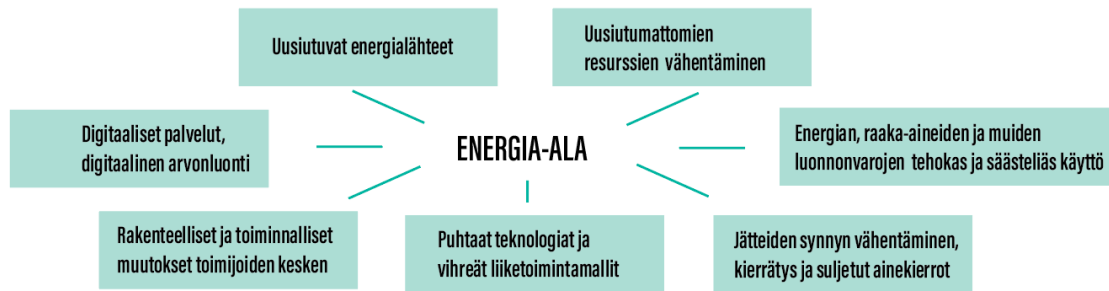 Uusiutuvat energialähteet
Uusiutumattomien
resurssien vähentäminen
Digitaaliset palvelut,
digitaalinen arvonluonti
ENERGIA-ALA
Energian, raaka-aineiden ja muiden
luonnonvarojen tehokas ja säästeliäs käyttö
Rakenteelliset ja toiminnalliset
muutokset toimijoiden kesken
Puhtaat teknologiat ja
vihreät liiketoimintamallit
Jätteiden synnyn vähentäminen,
kierrätys ja suljetut ainekierrot